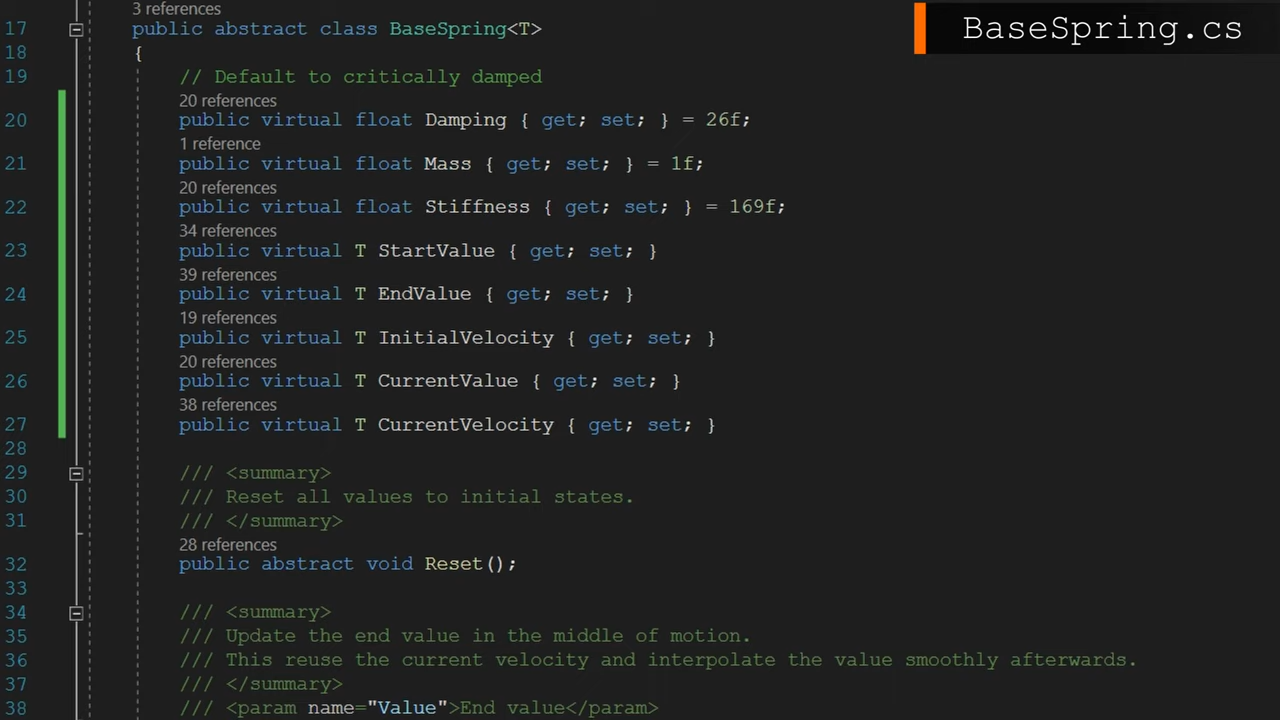 3 references
BaseSpring.cs
17 public abstract class BaseSpring<T>
18 {
19 // Default to critically damped
20 references
20 public virtual float Damping { get; set; } = 26f;
1 reference
21 public virtual float Mass { get; set; } = 1f;
20 references
22 public virtual float Stiffness { get; set; } = 169f;
34 references
23 public virtual T StartValue { get; set; }
39 references
24 public virtual T EndValue { get; set; }
19 references
25 public virtual T InitialVelocity { get; set; }
20 references
26 public virtual T CurrentValue { get; set; }
38 references
27 public virtual T CurrentVelocity { get; set; }
28
29 /// <summary>
30 /// Reset all values to initial states.
31 /// </summary>
28 references
32 public abstract void Reset();
33
34 /// <summary>
35 /// Update the end value in the middle of motion.
36 /// This reuse the current velocity and interpolate the value smoothly afterwards.
37 /// </summary>
38 /// <param name="Value">End value</param>